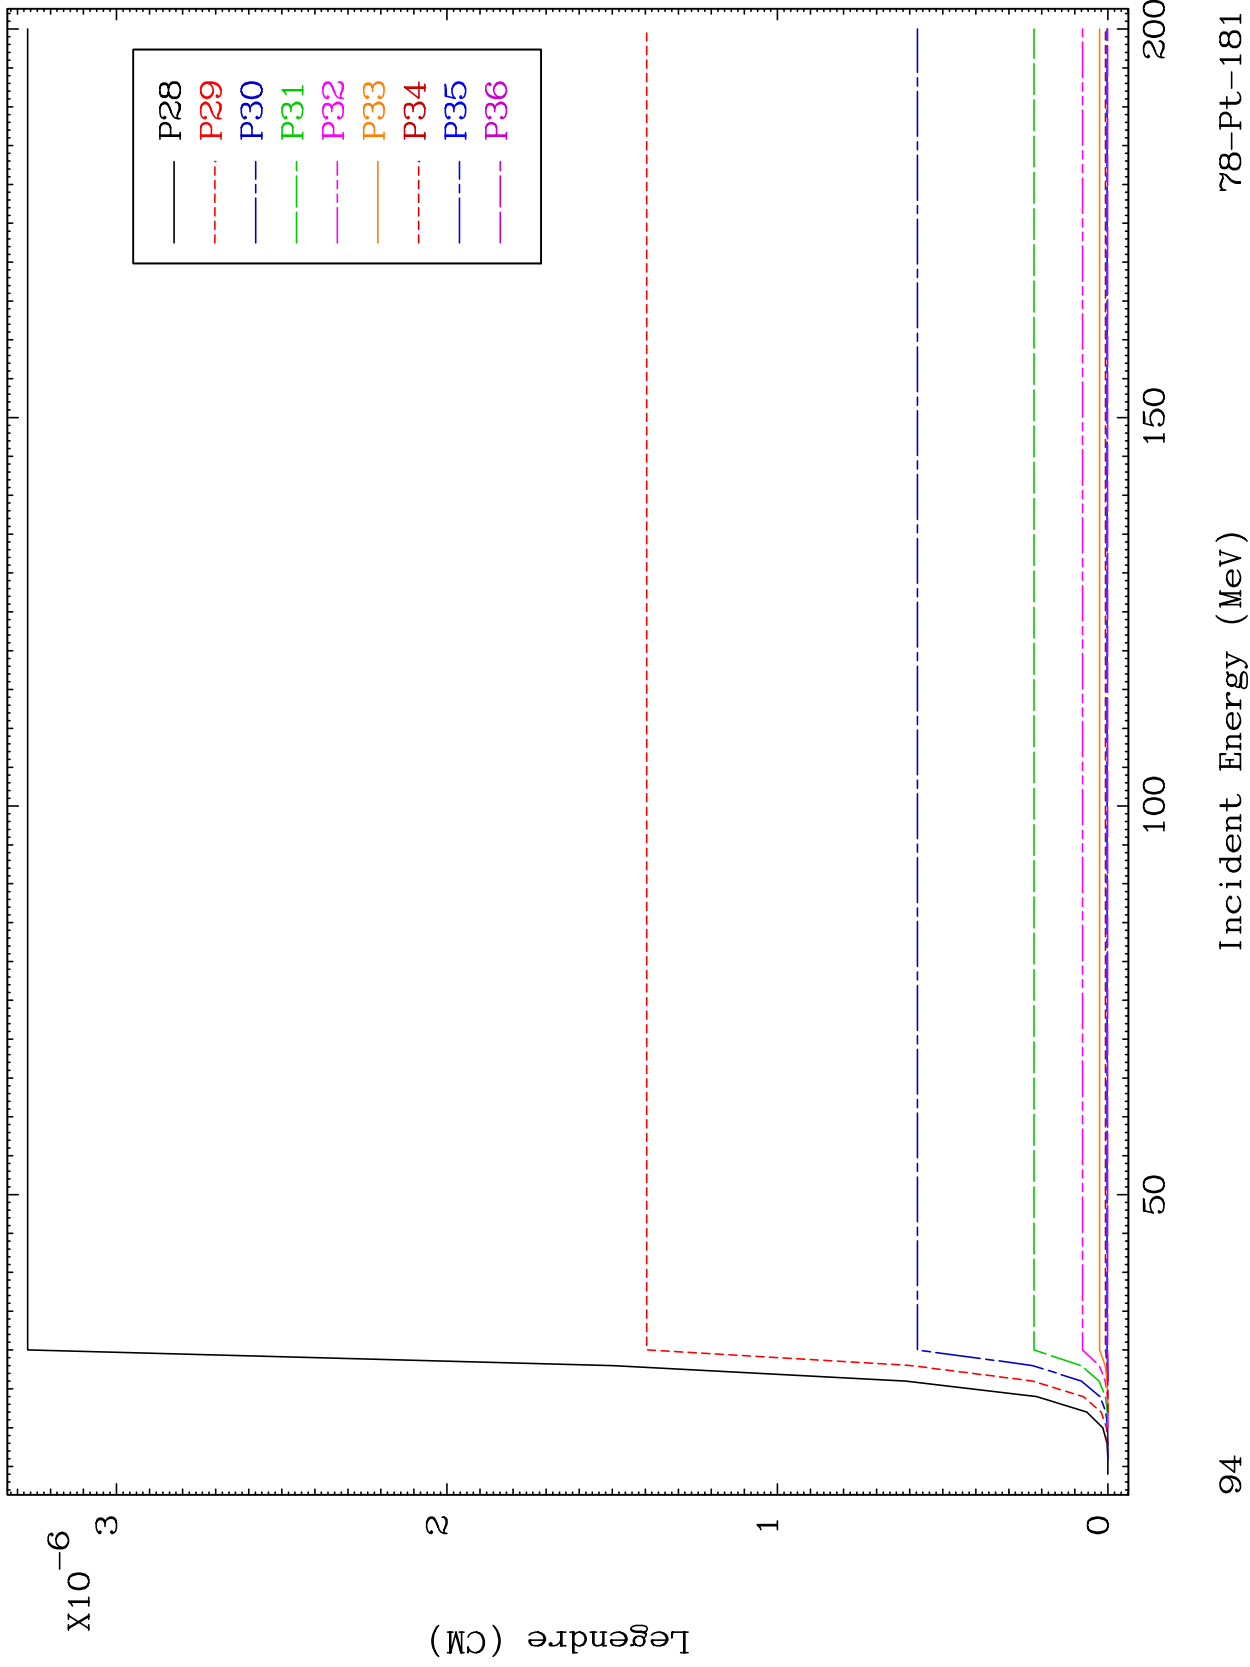 X10-6
3
2
1
0
Legendre (CM)
P28
P29
P30
P31
P32
P33
P34
P35
P36
50
100
150
200
94
Incident Energy (MeV)
78-Pt-181